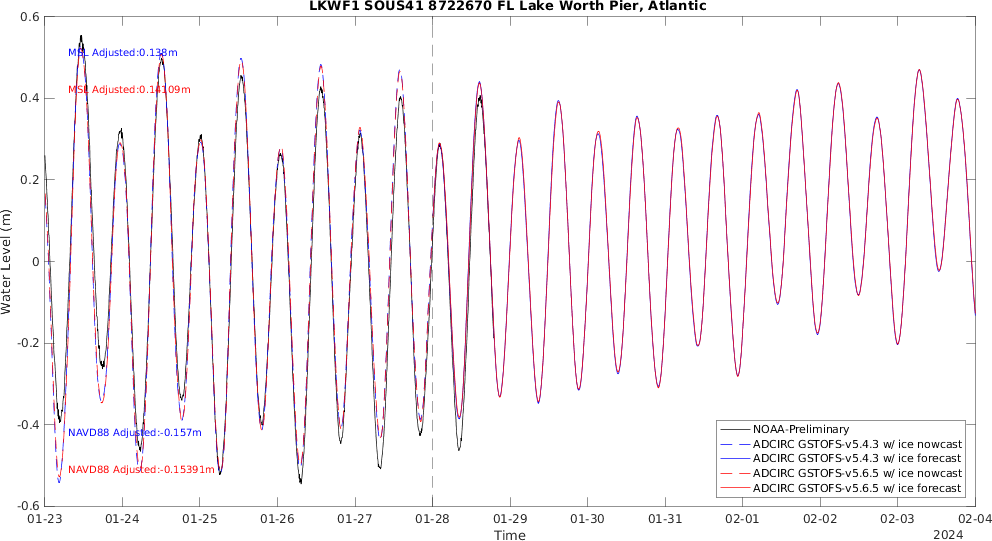 LKWF1 SOUS41 8722670 FL Lake Worth Pier, Atlantic
0.6
0.4
0.2
0
-0.2
-0.4
-0.6
Water Level (m)
MSL Adjusted:0.138m
MSL Adjusted:0.14109m
NAVD88 Adjusted:-0.157m
NAVD88 Adjusted:-0.15391m
NOAA-Preliminary
ADCIRC GSTOFS-v5.4.3 w/ ice nowcast
ADCIRC GSTOFS-v5.4.3 w/ ice forecast
ADCIRC GSTOFS-v5.6.5 w/ ice nowcast
ADCIRC GSTOFS-v5.6.5 w/ ice forecast
01-23 01-24 01-25 01-26 01-27 01-28 01-29 01-30 01-31 02-01 02-02 02-03 02-04
Time
2024